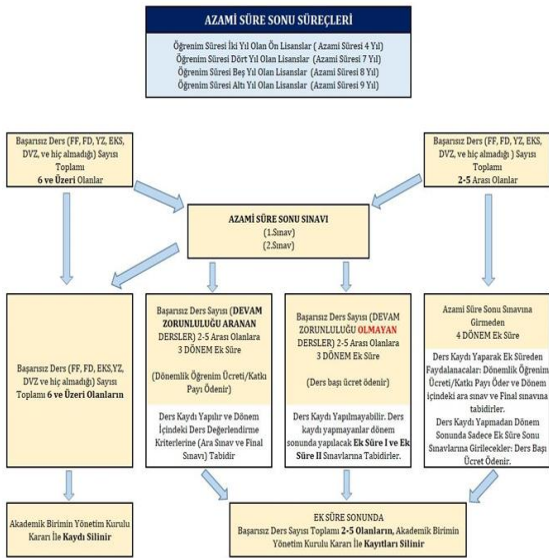 AZAMİ SÜRE SONU SÜREÇLERİ
Öğrenim Süresi İki Yıl Olan Ön Lisanslar ( Azami Süresi 4 Yıl)
Öğrenim Süresi Dört Yıl Olan Lisanslar (Azami Süresi 7 Yıl)
Öğrenim Süresi Beş Yıl Olan Lisanslar (Azami Süresi 8 Yıl)
Öğrenim Süresi Altı Yıl Olan Lisanslar (Azami Süresi 9 Yıl)
Başarısız Ders (FF, FD, YZ, EKS,
DVZ, ve hiç almadığı) Sayısı
Toplamı
6 ve Üzeri Olanlar
Başarısız Ders (FF, FD, YZ, EKS,
DVZ, ve hiç almadığı ) Sayısı
Toplamı
2-5 Arası Olanlar
AZAMİ SÜRE SONU SINAVI
(1.Sınav)
(2.Sınav)
Başarısız Ders (FF, FD, EKS,YZ,
DVZ ve hiç almadığı) Sayısı
Toplamı 6 ve Üzeri Olanların
Başarısız Ders Sayısı (DEVAM
ZORUNLULUĞU ARANAN
DERSLER) 2-5 Arası Olanlara
3 DÖNEM Ek Süre
(Dönemlik Öğrenim Ücreti/Katkı
Payı Ödenir)
Ders Kaydı Yapılır ve Dönem
İçindeki Ders Değerlendirme
Kriterlerine (Ara Sınav ve Final
Sınavı) Tabidir
Başarısız Ders Sayısı (DEVAM
ZORUNLULUĞU OLMAYAN
DERSLER) 2-5 Arası Olanlara
3 DÖNEM Ek Süre
(Ders başı ücret ödenir)
Ders Kaydı Yapılmayabilir. Ders
kaydı yapmayanlar dönem
sonunda yapılacak Ek Süre I ve Ek
Süre II Sınavlarına Tabidirler.
Azami Süre Sonu Sınavına
Girmeden
4 DÖNEM Ek Süre
Ders Kaydı Yaparak Ek Süreden
Faydalanacalar: Dönemlik Öğrenim
Ücreti/Katkı Payı Öder ve Dönem
içindeki ara sınav ve Final sınavına
tabidirler.
Ders Kaydı Yapmadan Dönem
Sonunda Sadece Ek Süre Sonu
Sınavlarına Girilecekler: Ders Başı
Ücret Ödenir.
Akademik Birimin Yönetim Kurulu
Kararı İle Kaydı Silinir
EK SÜRE SONUNDA
Başarısız Ders Sayısı Toplamı 2-5 Olanların, Akademik Birimin
Yönetim Kurulu Kararı İle Kayıtları Silinir